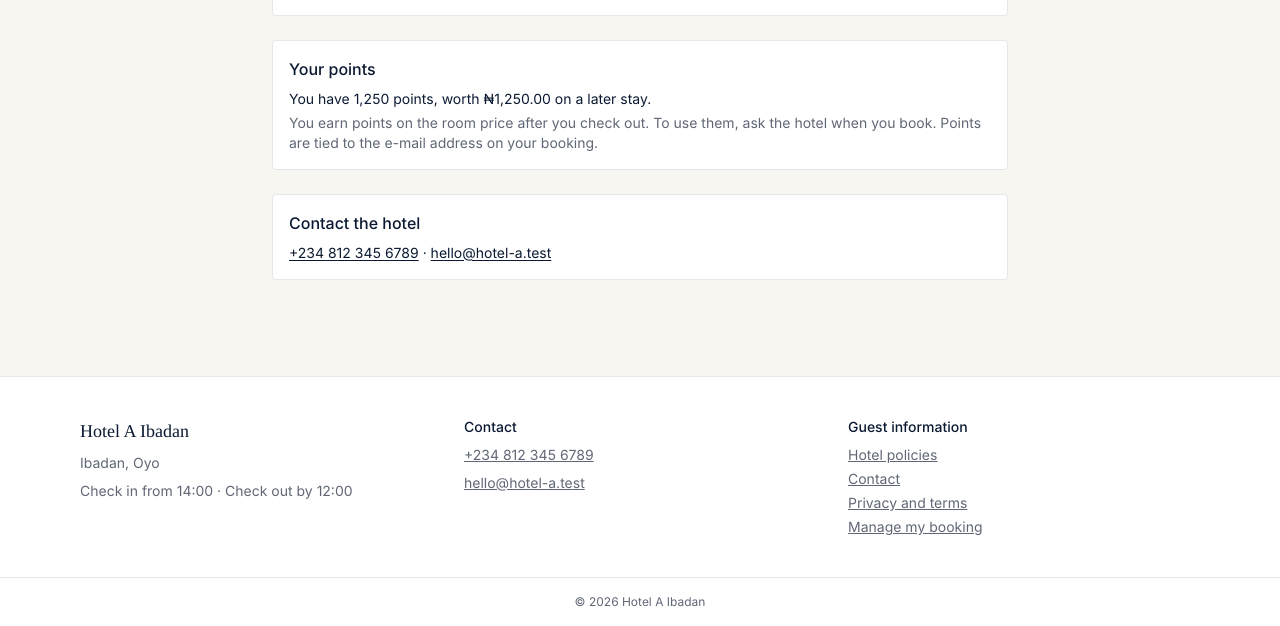 Your points
You have 1,250 points, worth ₦1,250.00 on a later stay.
You earn points on the room price after you check out. To use them, ask the hotel when you book. Points
are tied to the e-mail address on your booking.
Contact the hotel
+234 812 345 6789 · hello@hotel-a.test
Hotel A Ibadan
Ibadan, Oyo
Check in from 14:00 · Check out by 12:00
Contact
+234 812 345 6789
hello@hotel-a.test
Guest information
Hotel policies
Contact
Privacy and terms
Manage my booking
© 2026 Hotel A Ibadan